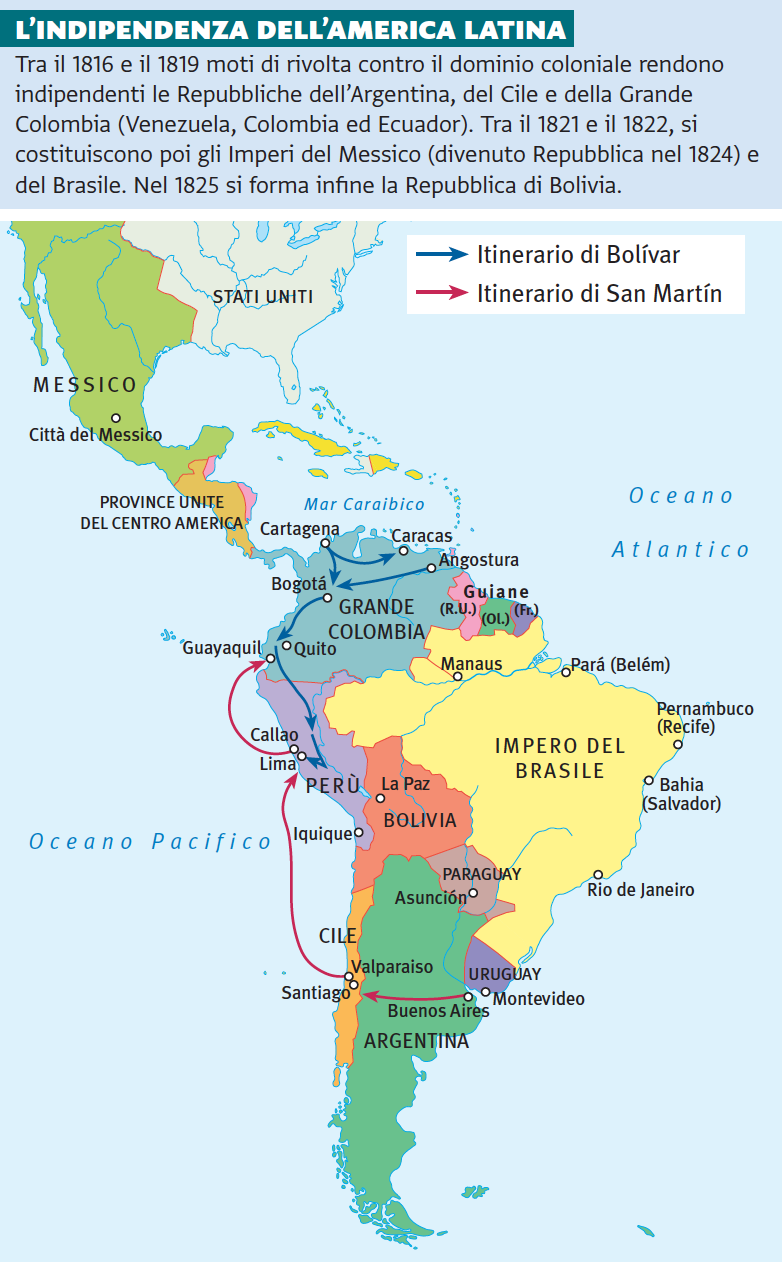 L'INDIPENDENZA DELL'AMERICA LATINA
Tra il 1816 e il 1819 moti di rivolta contro il dominio coloniale rendono
indipendenti le Repubbliche dell'Argentina, del Cile e della Grande
Colombia (Venezuela, Colombia ed Ecuador). Tra il 1821 e il 1822, si
costituiscono poi gli Imperi del Messico (divenuto Repubblica nel 1824) e
del Brasile. Nel 1825 si forma infine la Repubblica di Bolivia.
Itinerario di Bolívar
Itinerario di San Martín
STATI UNITI
MESSICO
Città del Messico
PROVINCE UNITE
DEL CENTRO AMERICA
Mar Caraibico
Oceano
Atlantico
Cartagena
Caracas
Angostura
Bogotá
GRANDE
COLOMBIA
Guiane
(R.U.)
(OL.)
(Fr.)
Guayaquil
Quito
Manaus
Pará (Belém)
Pernambuco
(Recife)
Callao
Lima
PERÙ
IMPERO DEL
BRASILE
La Paz
BOLIVIA
Bahia
(Salvador)
Oceano Pacifico
Iquique
PARAGUAY
Asunción
Rio de Janeiro
CILE
Valparaiso
Santiago
URUGUAY
Montevideo
Buenos Aires
ARGENTINA